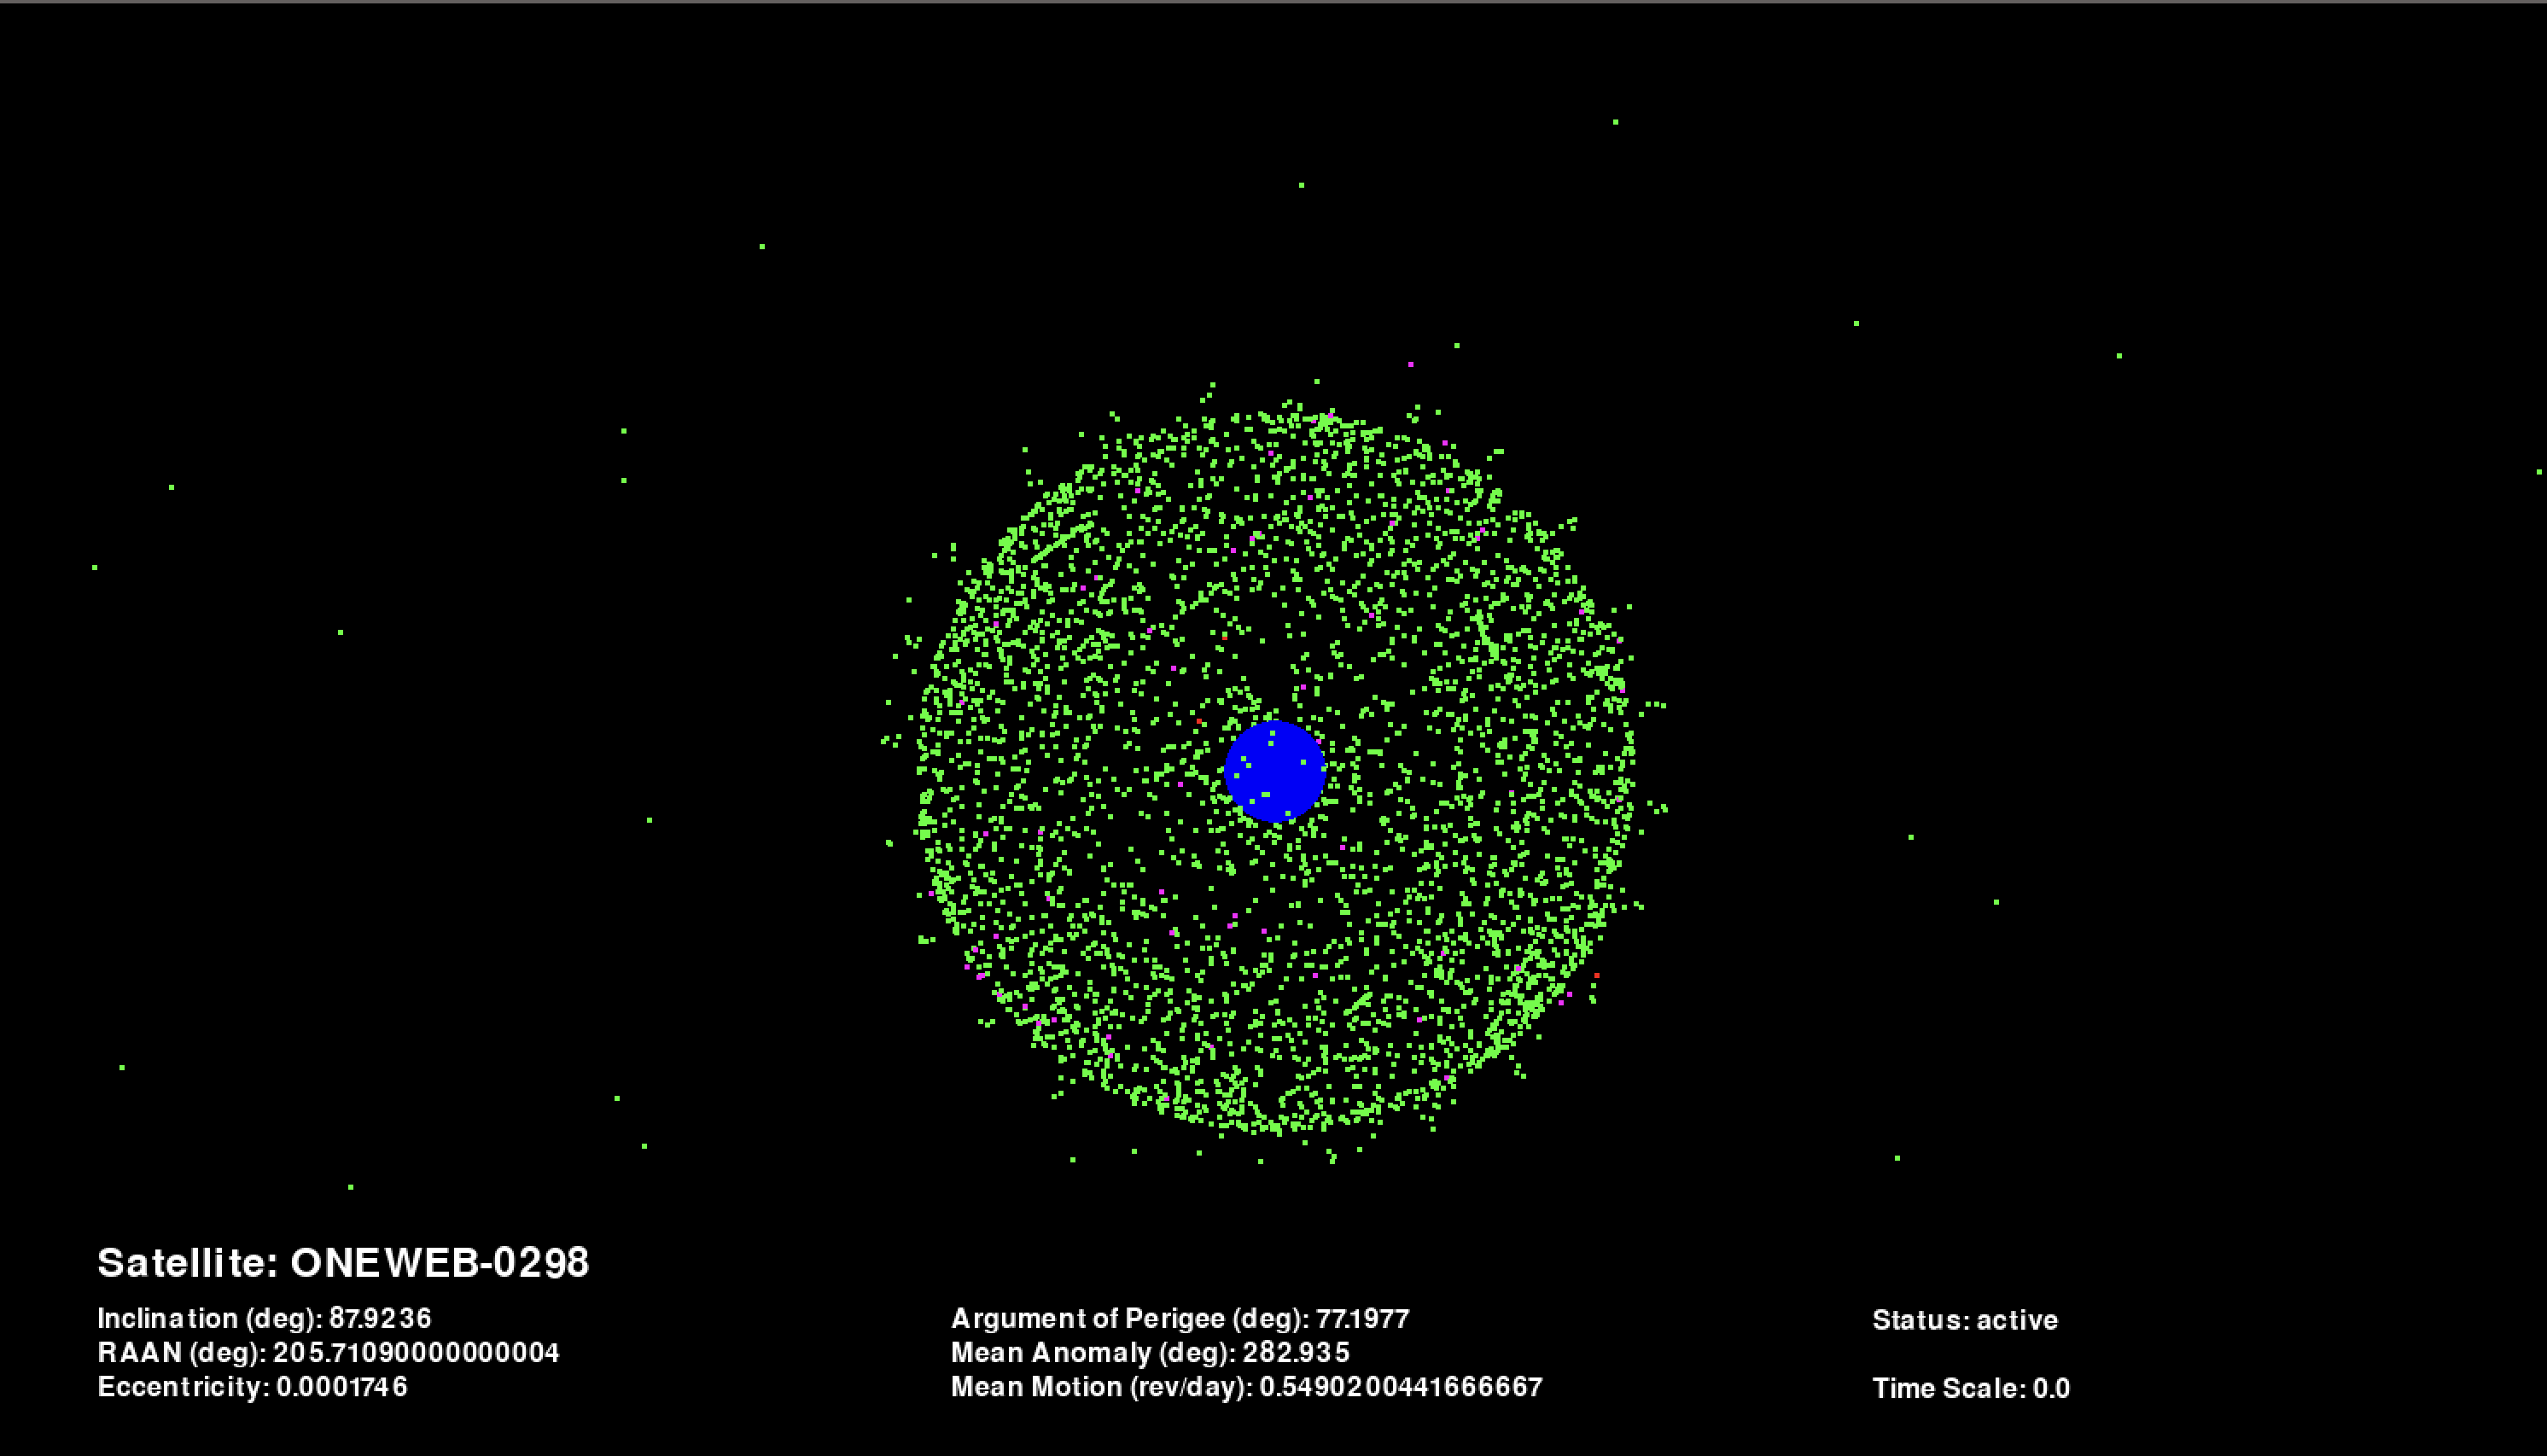 Satellite: ONEWEB-0298
Inclination (deg): 87.9236
RAAN (deg): 205.71090000000004
Eccentricity: 0.0001746
Argument of Perigee (deg): 77.1977
Mean Anomaly (deg): 282.935
Mean Motion (rev/day): 0.5490200441666667
Status: active
Time Scale: 0.0